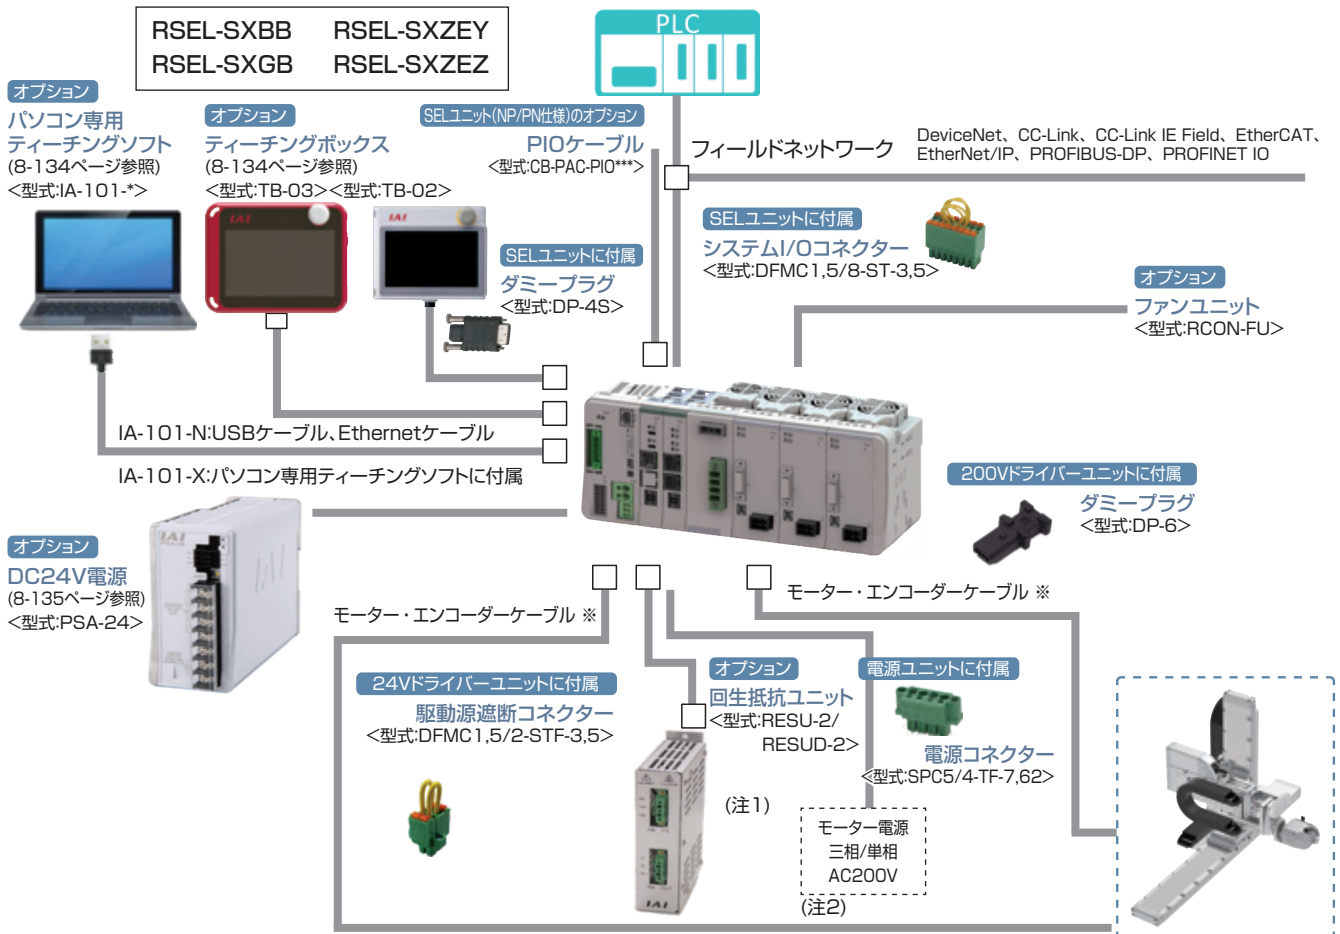 RSEL-SXBB RSEL-SXZEY
RSEL-SXGB RSEL-SXZEZ
PLC
オプション
パソコン専用
ティーチングソフト
(8-134ページ参照)
<型式:IA-101-*>
オプション
ティーチングボックス
(8-134ページ参照)
<型式:TB-03><型式:TB-02>
SELユニット(NP/PN仕様)のオプション
PIOケーブル
<型式:CB-PAC-PIO***>
フィールドネットワーク
DeviceNet、CC-Link、CC-Link IE Field、EtherCAT、
EtherNet/IP、PROFIBUS-DP、PROFINET IO
SELユニットに付属
システムI/Oコネクター
<型式:DFMC1,5/8-ST-3,5>
SELユニットに付属
ダミープラグ
<型式:DP-4S>
オプション
ファンユニット
<型式:RCON-FU>
IAI
IAI
IA-101-N:USBケーブル、Ethernetケーブル
IA-101-X:パソコン専用ティーチングソフトに付属
200Vドライバーユニットに付属
ダミープラグ
<型式:DP-6>
オプション
DC24V電源
(8-135ページ参照)
<型式:PSA-24>
IAI
モーター・エンコーダーケーブル ※
モーター・エンコーダーケーブル ※
24Vドライバーユニットに付属
駆動源遮断コネクター
<型式:DFMC1,5/2-STF-3,5>
オプション
回生抵抗ユニット
<型式:RESU-2/
RESUD-2>
電源ユニットに付属
電源コネクター
<型式:SPC5/4-TF-7,62>
(注1)
モーター電源
三相/単相
AC200V
(注2)
IAI